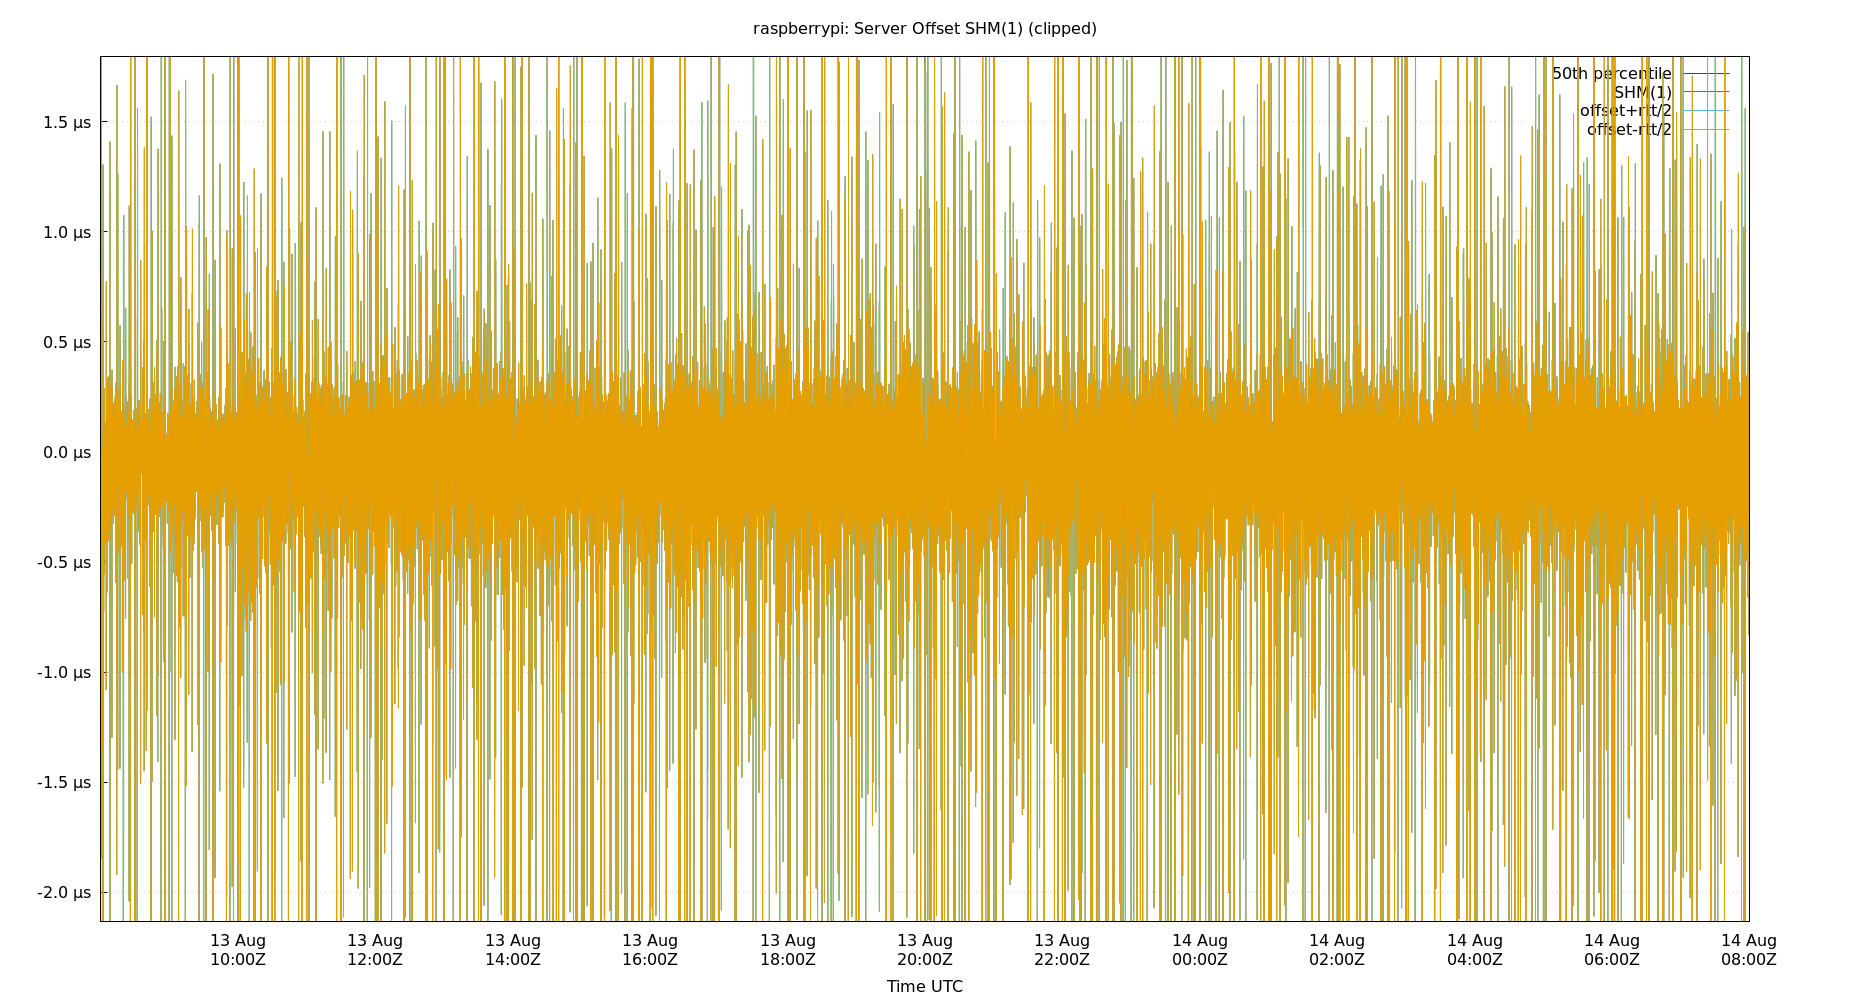 raspberrypi: Server Offset SHM(1) (clipped)
50th percentile
SHM(1)
offset+rtt/2
offset-rtt/2
1.5 µs
1.0 µs
0.5 µs
0.0 µs
-0.5 µs
-1.0 µs
-1.5 µs
-2.0 µs
13 Aug 13 Aug 13 Aug 13 Aug 13 Aug 13 Aug 13 Aug 14 Aug 14 Aug 14 Aug 14 Aug 14 Aug
10:00Z 12:00Z 14:00Z 16:00Z 18:00Z 20:00Z 22:00Z 00:00Z 02:00Z 04:00Z 06:00Z 08:00Z
Time UTC